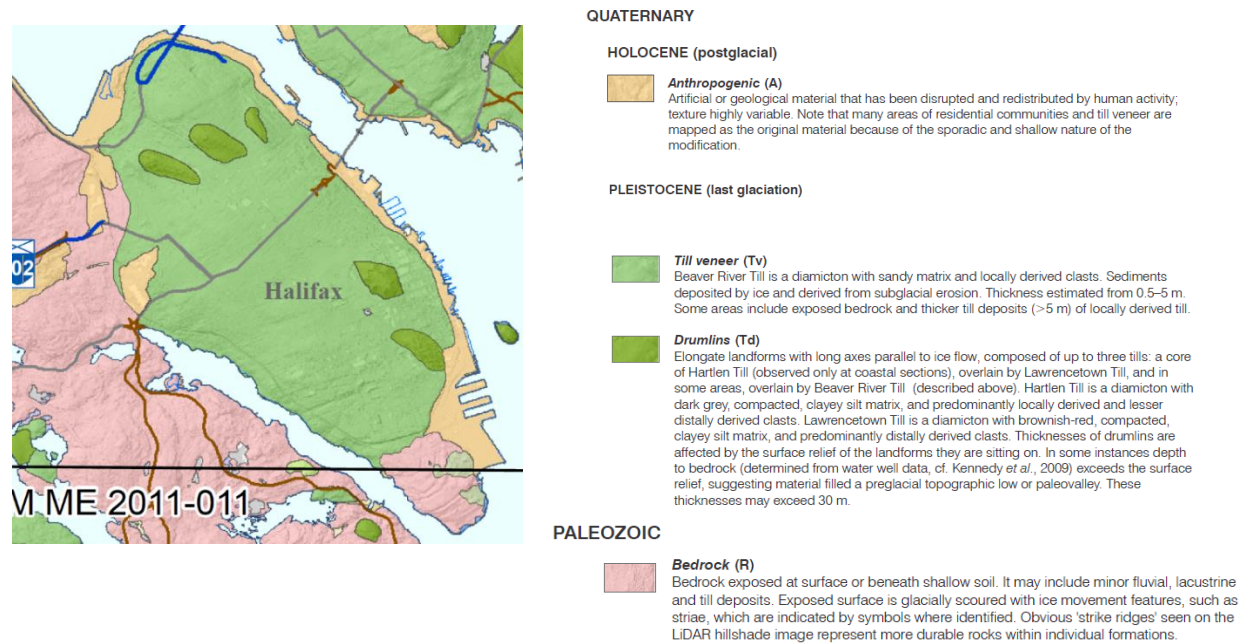 QUATERNARY
HOLOCENE (postglacial)
Anthropogenic (A)
Artificial or geological material that has been disrupted and redistributed by human activity;
texture highly variable. Note that many areas of residential communities and till veneer are
mapped as the original material because of the sporadic and shallow nature of the
modification.
PLEISTOCENE (last glaciation)
Till veneer (Tv)
Beaver River Till is a diamicton with sandy matrix and locally derived clasts. Sediments
deposited by ice and derived from subglacial erosion. Thickness estimated from 0.5–5 m.
Some areas include exposed bedrock and thicker till deposits (>5 m) of locally derived till.
Drumlins (Td)
Elongate landforms with long axes parallel to ice flow, composed of up to three tills: a core
of Hartlen Till (observed only at coastal sections), overlain by Lawrencetown Till, and in
some areas, overlain by Beaver River Till (described above). Hartlen Till is a diamicton with
dark grey, compacted, clayey silt matrix, and predominantly locally derived and lesser
distally derived clasts. Lawrencetown Till is a diamicton with brownish-red, compacted,
clayey silt matrix, and predominantly distally derived clasts. Thicknesses of drumlins are
affected by the surface relief of the landforms they are sitting on. In some instances depth
to bedrock (determined from water well data, cf. Kennedy et al., 2009) exceeds the surface
relief, suggesting material filled a preglacial topographic low or paleovalley. These
thicknesses may exceed 30 m.
PALEOZOIC
Bedrock (R)
Bedrock exposed at surface or beneath shallow soil. It may include minor fluvial, lacustrine
and till deposits. Exposed surface is glacially scoured with ice movement features, such as
striae, which are indicated by symbols where identified. Obvious 'strike ridges' seen on the
LiDAR hillshade image represent more durable rocks within individual formations.
02
Halifax
M ME 2011-011